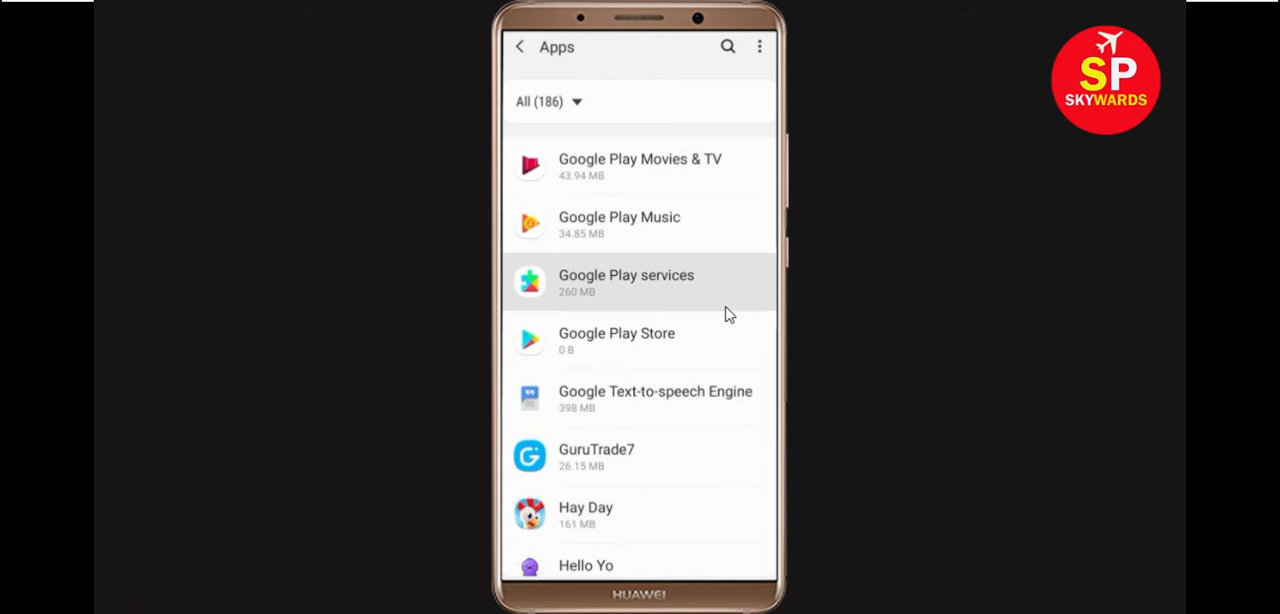 Apps
All (186)
Google Play Movies & TV
43.94 MB
Google Play Music
34.85 MB
Google Play services
260 MB
Google Play Store
0 B
Google Text-to-speech Engine
398 MB
GuruTrade7
26.15 MB
Hay Day
161 MB
Hello Yo
HUAWEI
SP
SKYWARDS